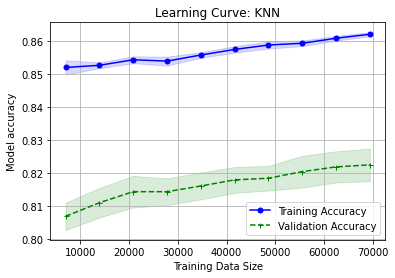 Learning Curve: KNN
Model accuracy
0.86
0.85
0.84
0.83
0.82
0.81
0.80
Training Accuracy
Validation Accuracy
10000 20000 30000 40000 50000 60000 70000
Training Data Size